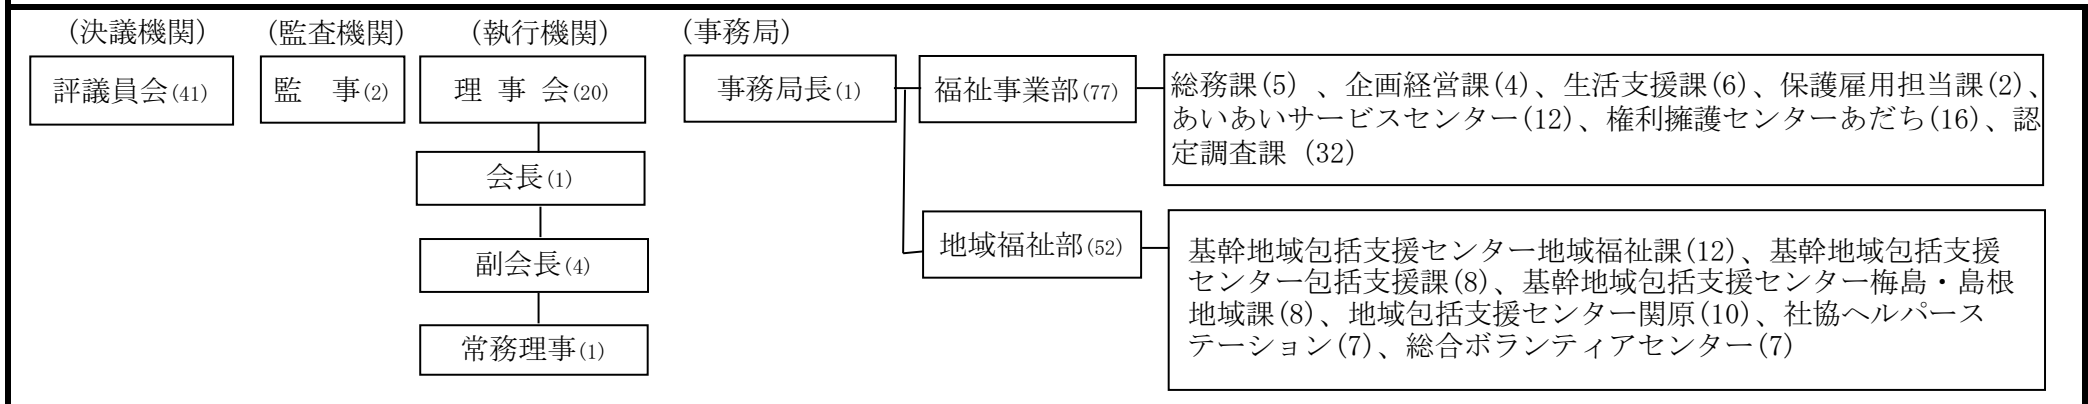 (決議機関)
(監査機関)
(執行機関)
(事務局)
評議員会(41)
監　事(2)
理 事 会(20)
会長(1)
副会長(4)
常務理事(1)
事務局長(1)
福祉事業部(77)
総務課(5) 、企画経営課(4)、生活支援課(6)、保護雇用担当課(2)、
あいあいサービスセンター(12)、権利擁護センターあだち(16)、認
定調査課 (32)
地域福祉部(52)
基幹地域包括支援センター地域福祉課(12)、基幹地域包括支援
センター包括支援課(8)、基幹地域包括支援センター梅島・島根
地域課(8)、地域包括支援センター関原(10)、社協ヘルパース
テーション(7)、総合ボランティアセンター(7)